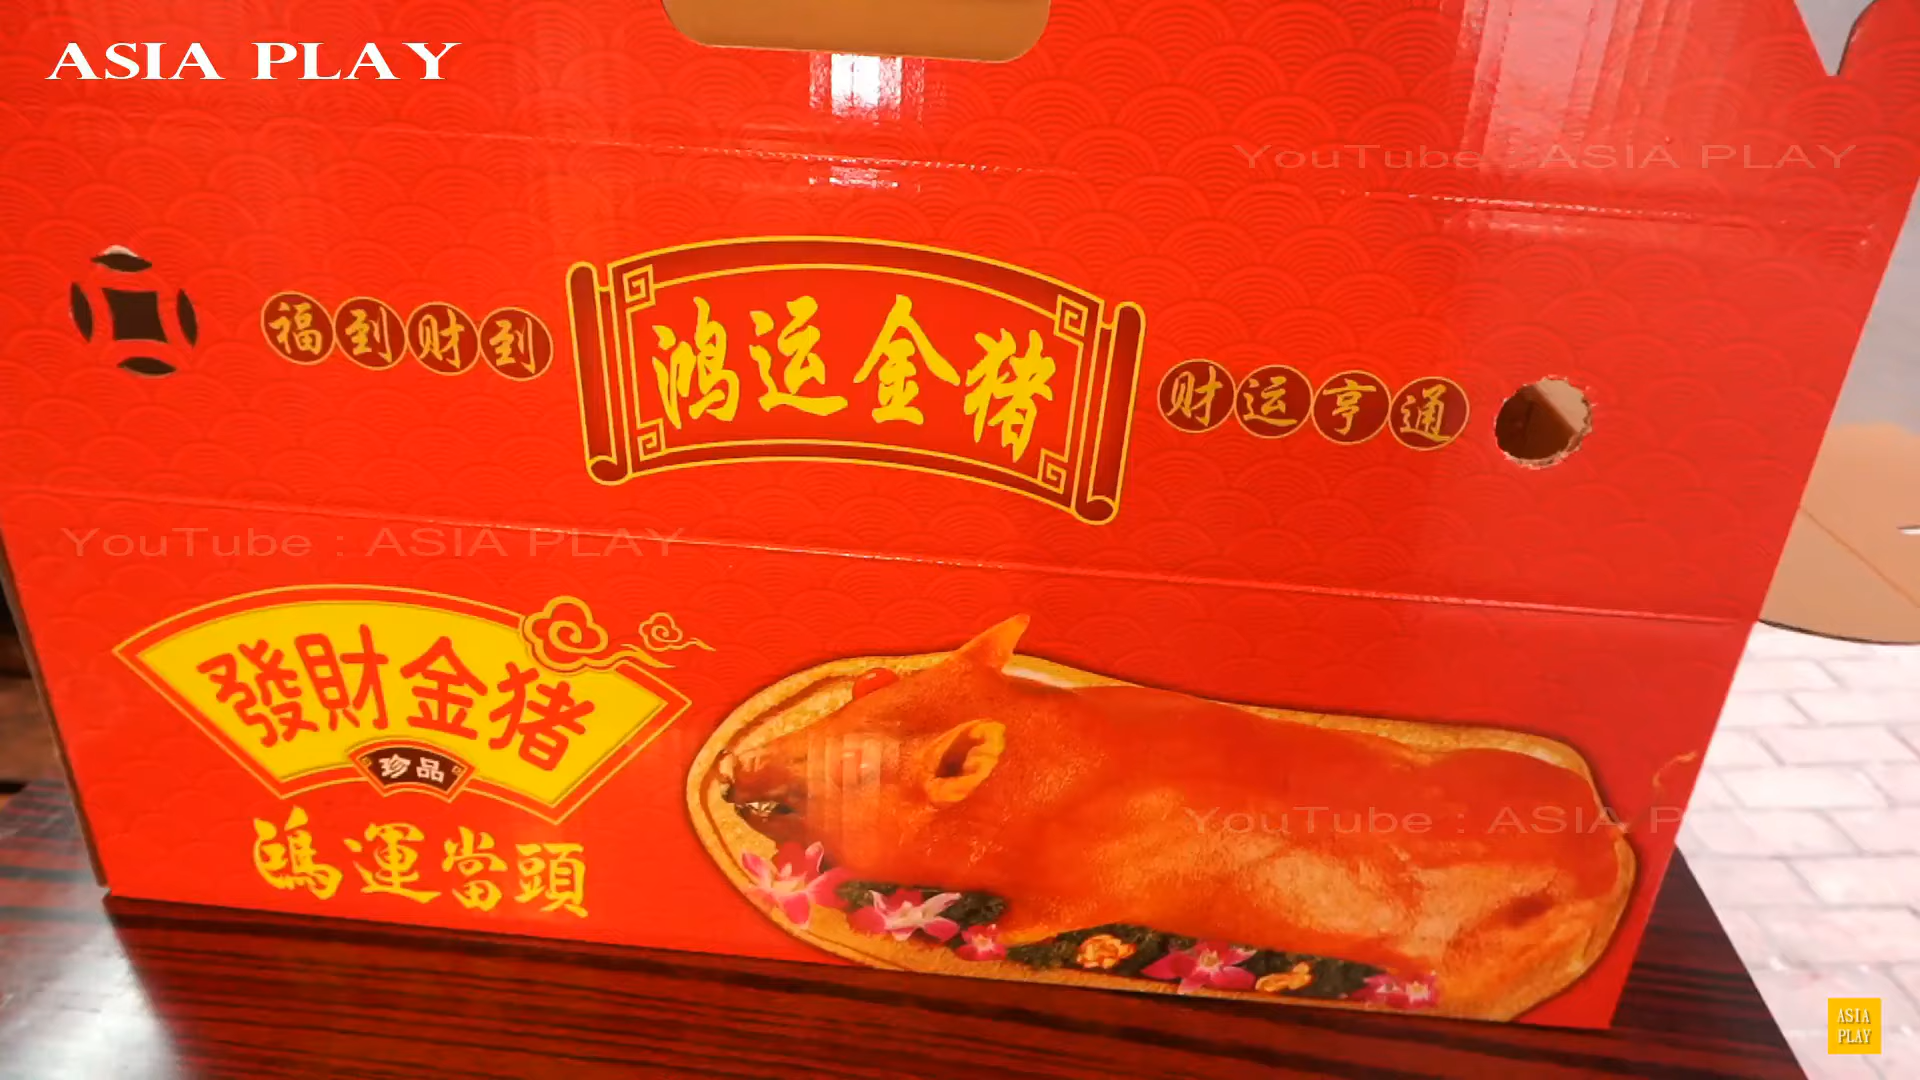 ASIA PLAY
YouTube : ASIA PLAY
福到财到
鸿运金猪
财运亨通
YouTube : ASIA PLAY
發財金猪
珍品
鴻運當頭
YouTube : ASIA P
ASIA
PLAY